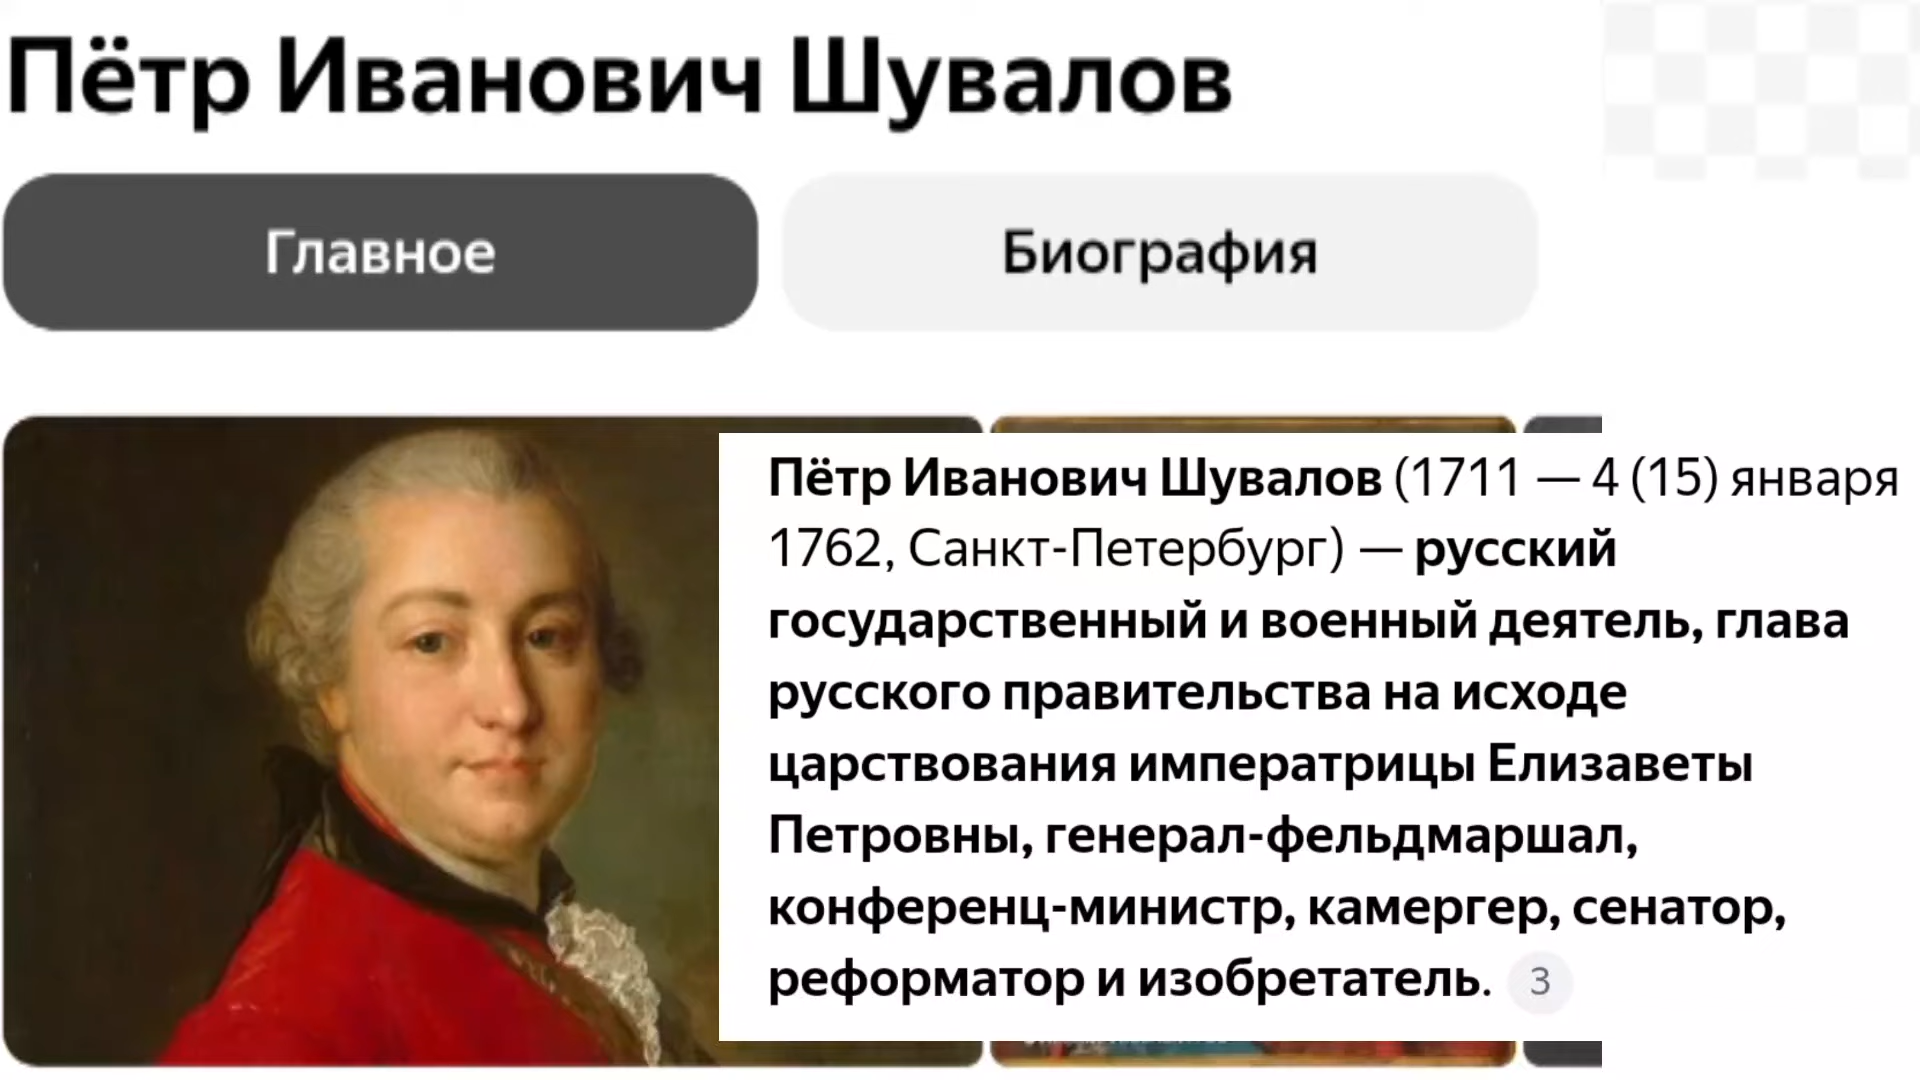 Пётр Иванович Шувалов
Главное
Биография
Пётр Иванович Шувалов (1711 — 4 (15) января
1762, Санкт-Петербург) — русский
государственный и военный деятель, глава
русского правительства на исходе
царствования императрицы Елизаветы
Петровны, генерал-фельдмаршал,
конференц-министр, камергер, сенатор,
реформатор и изобретатель. 3